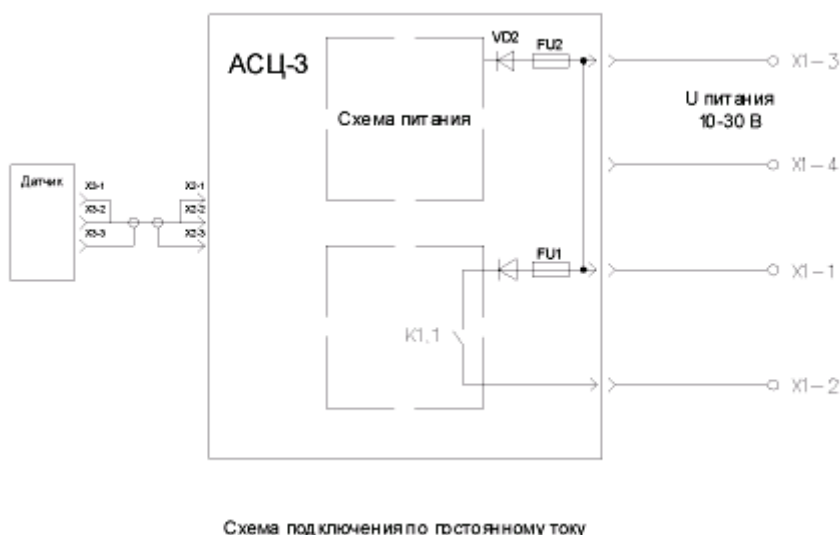 АСЦ-3
VD2
FU2
X1-3
Схема питания
U питания
10-30 В
X1-4
Датчик
X3-1
X2-1
X3-2
X2-2
X3-3
X2-3
FU1
X1-1
K1.1
X1-2
Схема подключения по постоянному току